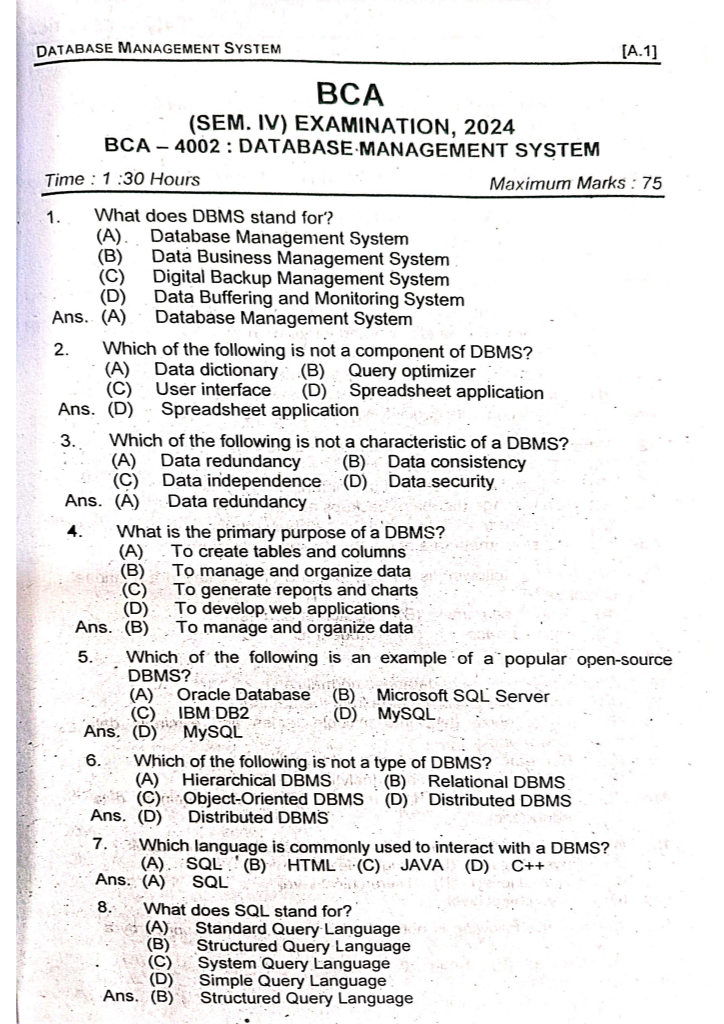 DATABASE MANAGEMENT SYSTEM [A.1]
BCA
(SEM. IV) EXAMINATION, 2024
BCA – 4002 : DATABASE MANAGEMENT SYSTEM
Time : 1 :30 Hours Maximum Marks : 75
1. What does DBMS stand for?
(A) Database Management System
(B) Data Business Management System
(C) Digital Backup Management System
(D) Data Buffering and Monitoring System
Ans. (A) Database Management System
2. Which of the following is not a component of DBMS?
(A) Data dictionary (B) Query optimizer
(C) User interface (D) Spreadsheet application
Ans. (D) Spreadsheet application
3. Which of the following is not a characteristic of a DBMS?
(A) Data redundancy (B) Data consistency
(C) Data independence (D) Data security
Ans. (A) Data redundancy
4. What is the primary purpose of a DBMS?
(A) To create tables and columns
(B) To manage and organize data
(C) To generate reports and charts
(D) To develop web applications
Ans. (B) To manage and organize data
5. Which of the following is an example of a popular open-source
DBMS?
(A) Oracle Database (B) Microsoft SQL Server
(C) IBM DB2 (D) MySQL
Ans. (D) MySQL
6. Which of the following is not a type of DBMS?
(A) Hierarchical DBMS (B) Relational DBMS
(C) Object-Oriented DBMS (D) Distributed DBMS
Ans. (D) Distributed DBMS
7. Which language is commonly used to interact with a DBMS?
(A) SQL (B) HTML (C) JAVA (D) C++
Ans. (A) SQL
8. What does SQL stand for?
(A) Standard Query Language
(B) Structured Query Language
(C) System Query Language
(D) Simple Query Language
Ans. (B) Structured Query Language